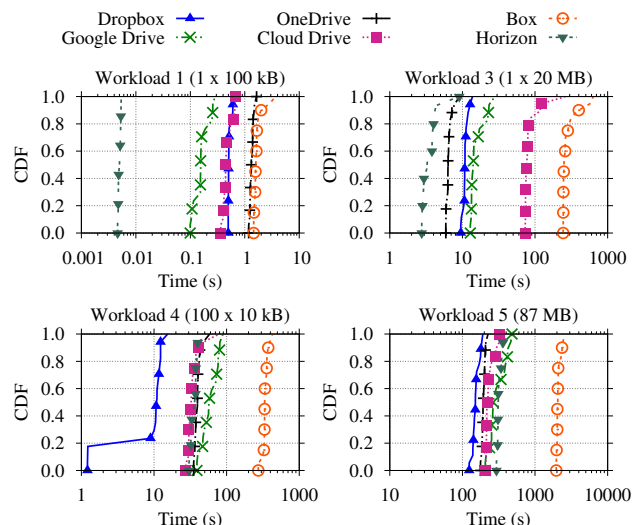 Dropbox OneDrive Box
Google Drive Cloud Drive Horizon
Workload 1 (1 x 100 kB) Workload 3 (1 x 20 MB)
CDF
1.0
0.8
0.6
0.4
0.2
0.0
0.001 0.01 0.1 1 10
Time (s)
CDF
1.0
0.8
0.6
0.4
0.2
0.0
1 10 100 1000
Time (s)
Workload 4 (100 x 10 kB) Workload 5 (87 MB)
CDF
1.0
0.8
0.6
0.4
0.2
0.0
1 10 100 1000
Time (s)
CDF
1.0
0.8
0.6
0.4
0.2
0.0
10 100 1000 10000
Time (s)